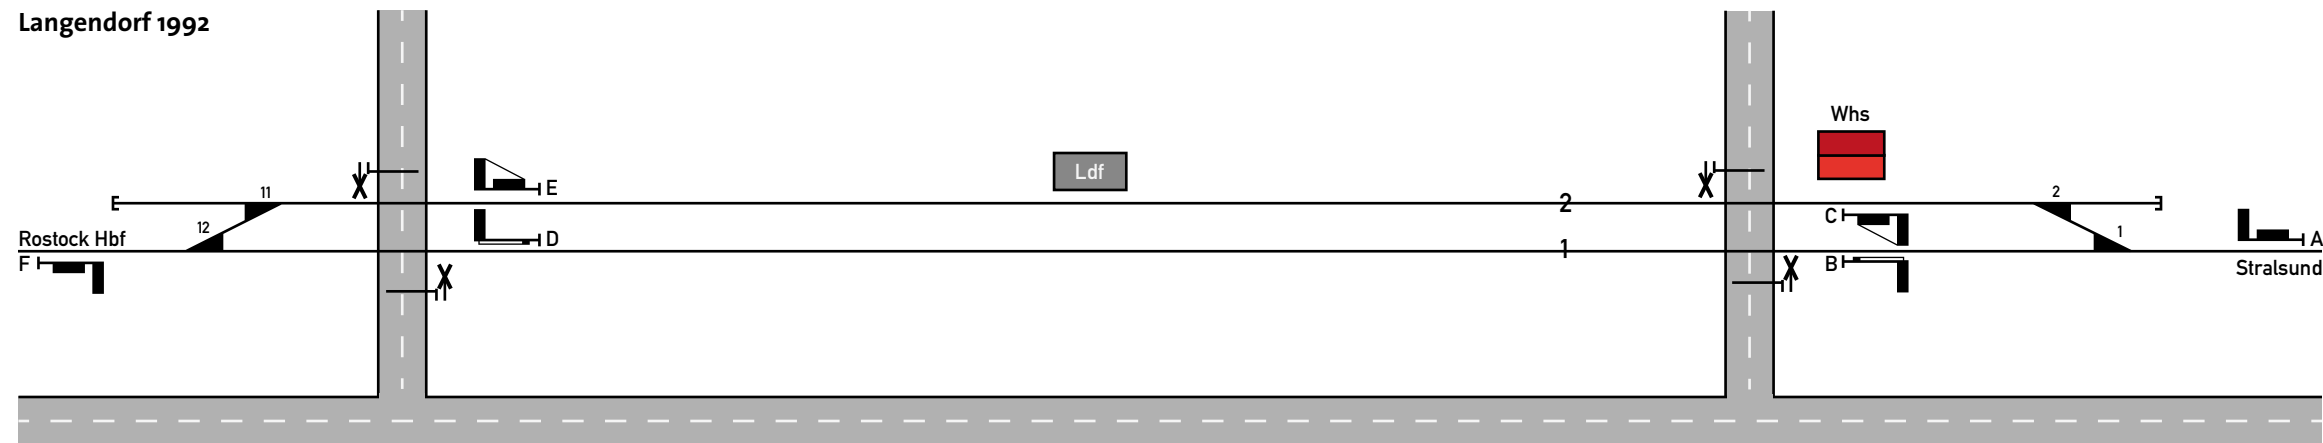 Langendorf 1992
Whs
Ldf
11
E
2
2
C
12
D
1
A
Rostock Hbf
1
F
B
Stralsund